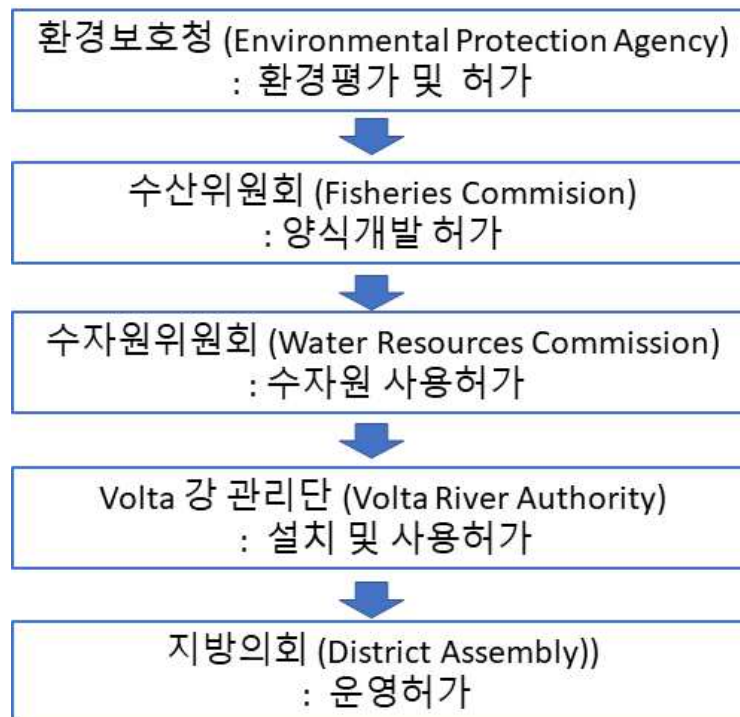 환경보호청 (Environmental Protection Agency)
: 환경평가 및 허가
수산위원회 (Fisheries Commision)
: 양식개발 허가
수자원위원회 (Water Resources Commission)
: 수자원 사용허가
Volta 강 관리단 (Volta River Authority)
: 설치 및 사용허가
지방의회 (District Assembly))
: 운영허가